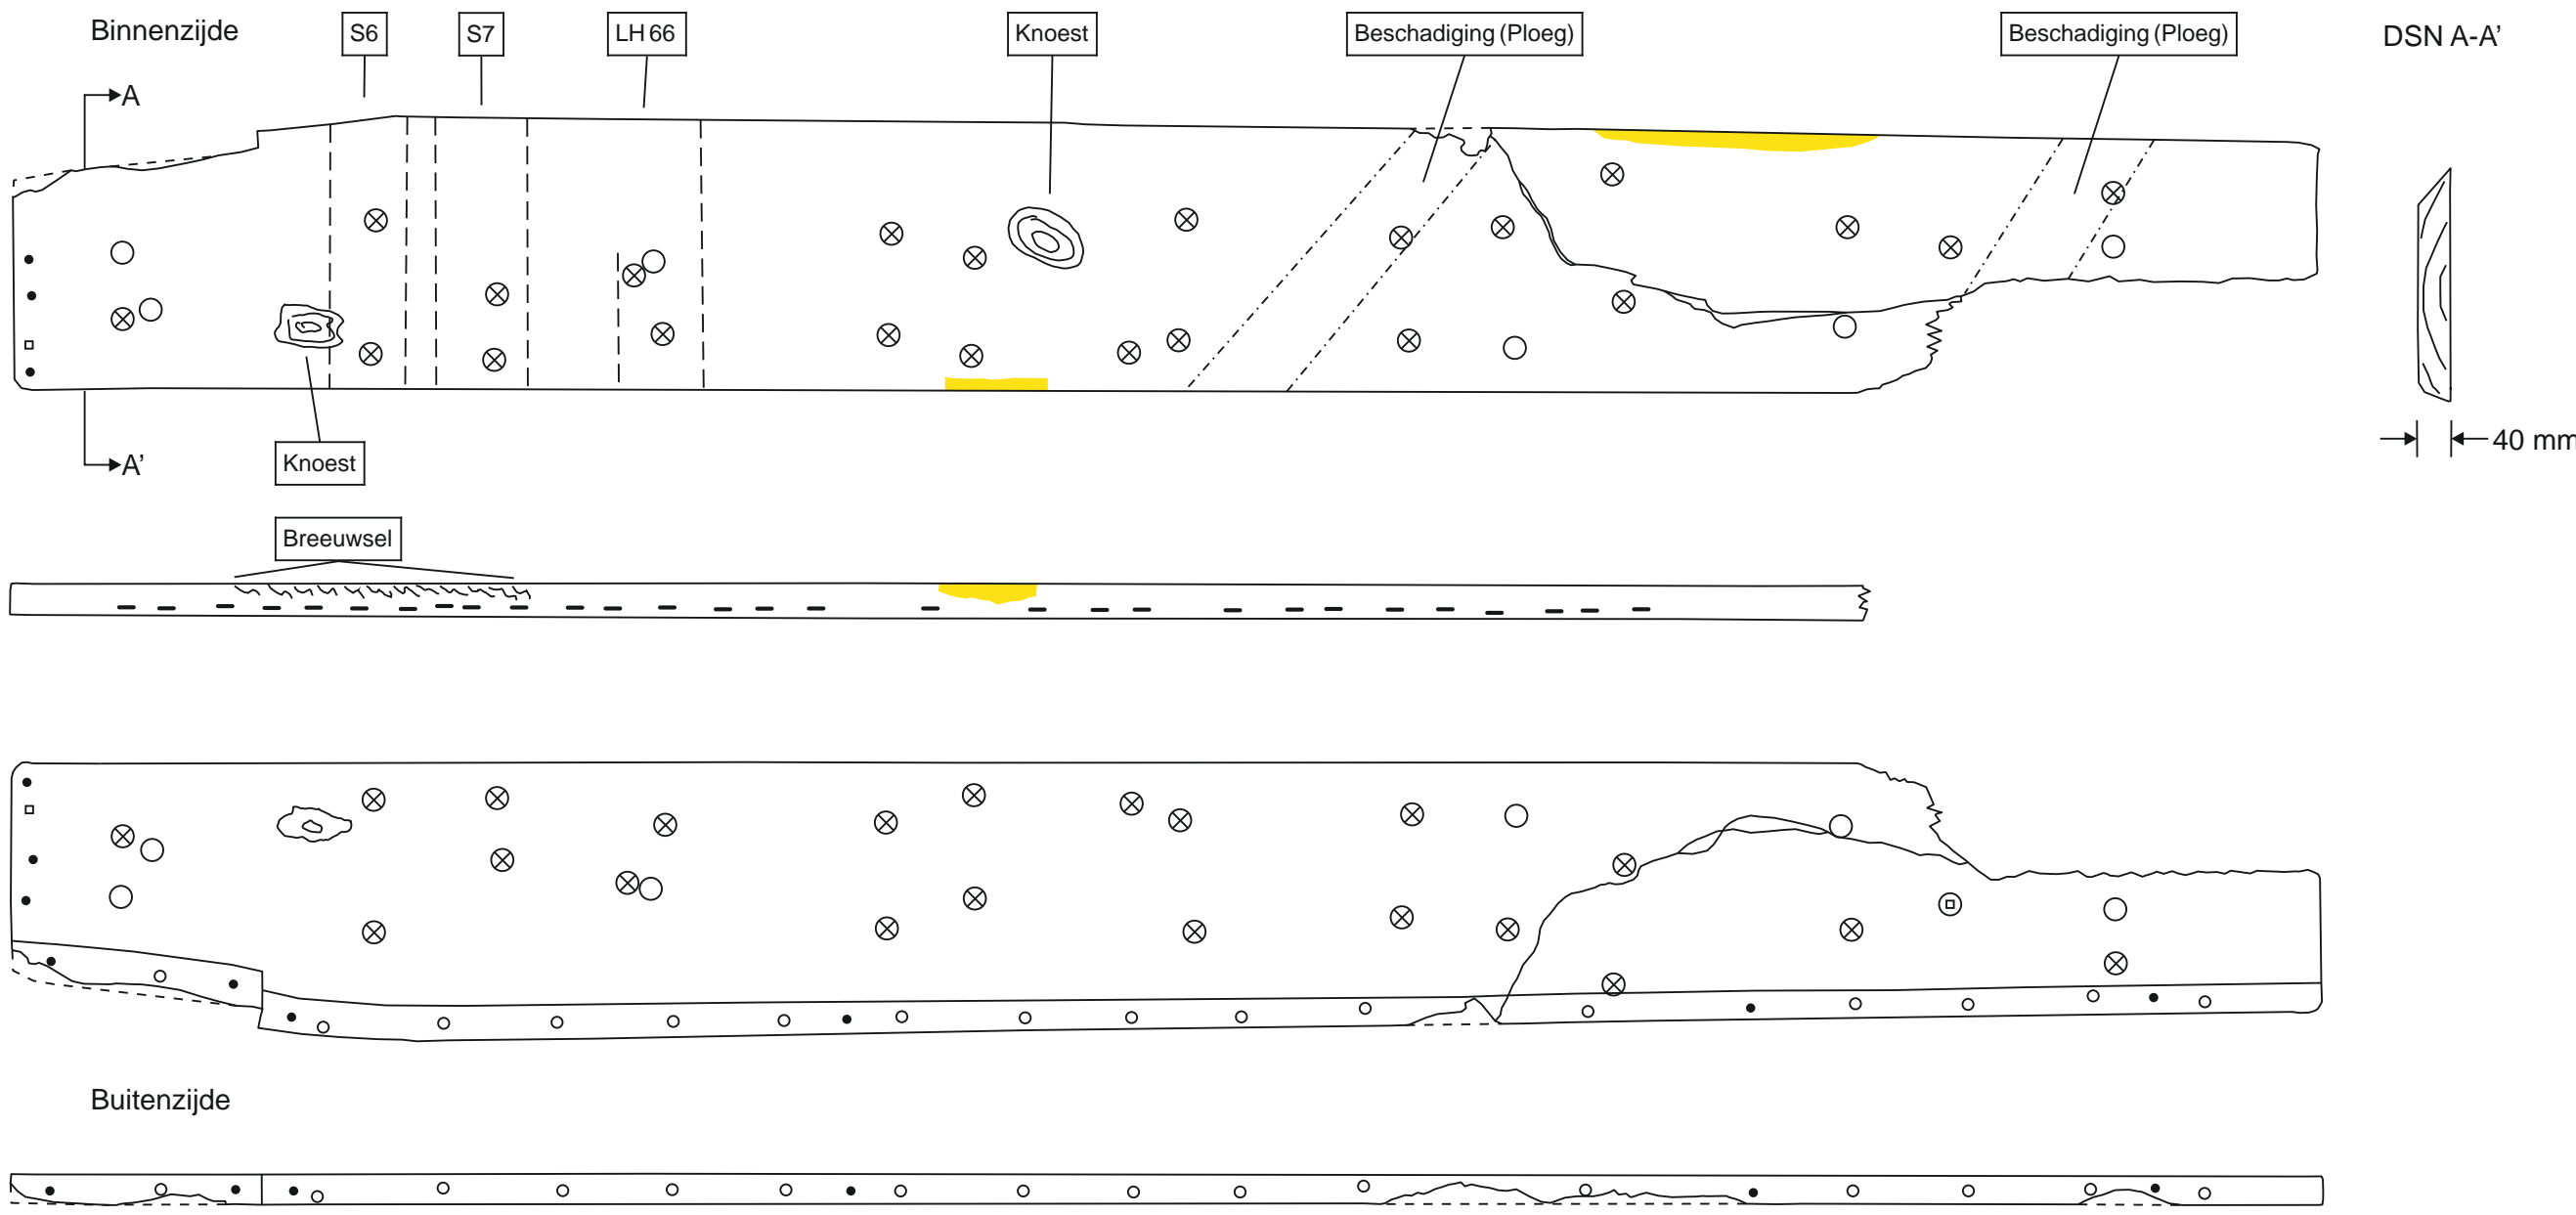 Binnenzijde
S6
S7
LH 66
Knoest
Beschadiging (Ploeg)
Beschadiging (Ploeg)
DSN A-A’
A
A’
Knoest
40 mm
Breeuwsel
Buitenzijde